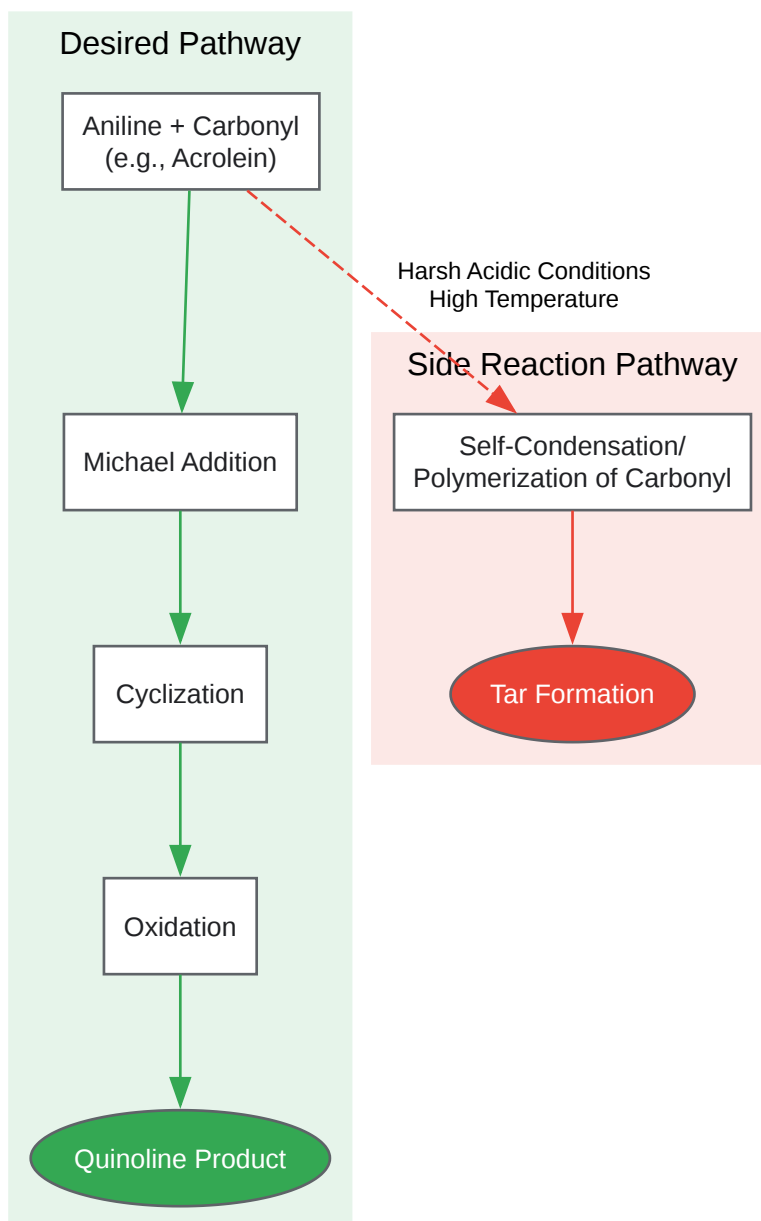 Desired Pathway
Aniline + Carbonyl
(e.g., Acrolein)
Harsh Acidic Conditions
High Temperature
Side Reaction Pathway
Michael Addition
Self-Condensation/
Polymerization of Carbonyl
Cyclization
Tar Formation
Oxidation
Quinoline Product